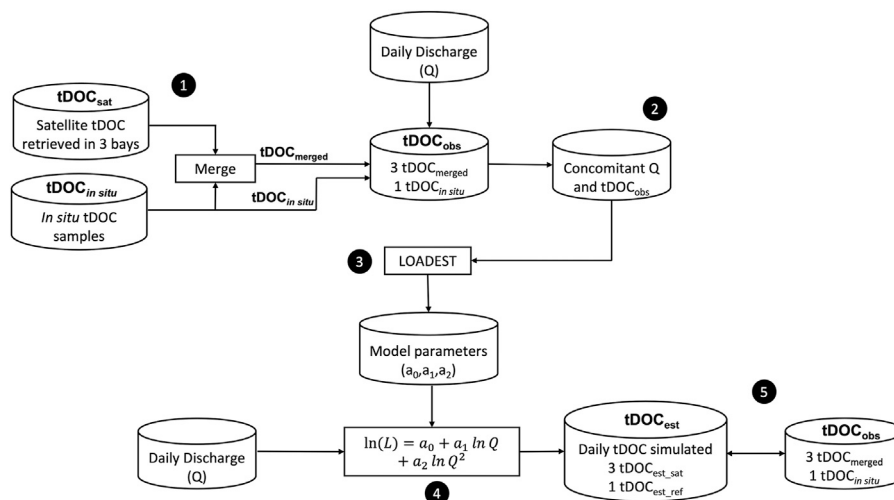 Daily Discharge
(Q)
1
tDOCsat
Satellite tDOC
retrieved in 3 bays
Merge
tDOCmerged
tDOCin situ
In situ tDOC
samples
tDOCin situ
tDOCobs
3 tDOCmerged
1 tDOCin situ
2
Concomitant Q
and tDOCobs
3
LOADEST
Model parameters
(a0,a1,a2)
Daily Discharge
(Q)
ln(L) = a0 + a1 ln Q
+ a2 ln Q²
4
tDOCest
Daily tDOC simulated
3 tDOCest_sat
1 tDOCest_ref
5
tDOCobs
3 tDOCmerged
1 tDOCin situ